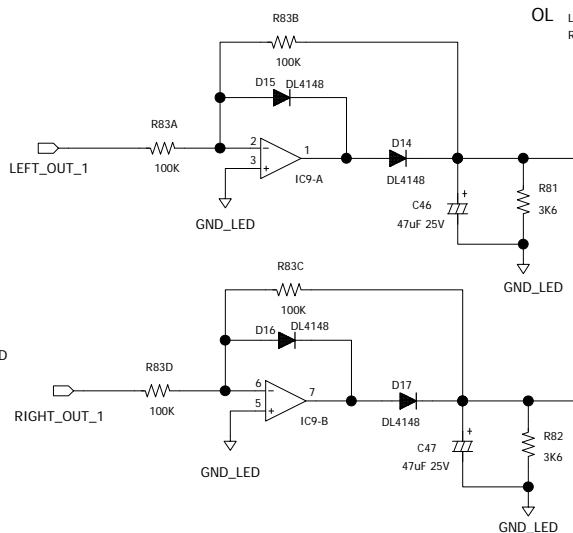 OL L
R
R83B
100K
D15 DL4148
R83A
100K
LEFT_OUT_1
2 −
3 +
1
IC9-A
GND_LED
D14
DL4148
C46
47uF 25V
+
R81
3K6
GND_LED
R83C
100K
D16 DL4148
D
R83D
100K
RIGHT_OUT_1
6 −
5 +
7
IC9-B
GND_LED
D17
DL4148
C47
47uF 25V
+
R82
3K6
GND_LED